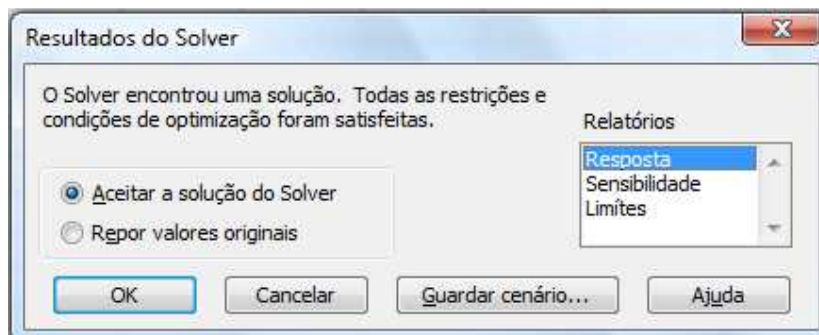 Resultados do Solver
O Solver encontrou uma solução. Todas as restrições e
condições de optimização foram satisfeitas.
Relatórios
Resposta
Sensibilidade
Limítes
Aceitar a solução do Solver
Repor valores originais
OK
Cancelar
Guardar cenário...
Ajuda